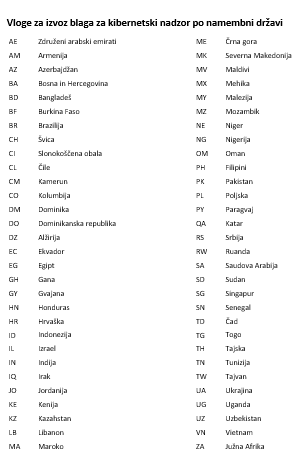 Vloge za izvoz blaga za kibernetski nadzor po namembni državi
AE Združeni arabski emirati
AM Armenija
AZ Azerbajdžan
BA Bosna in Hercegovina
BD Bangladeš
BF Burkina Faso
BR Brazilija
CH Švica
CI Slonokoščena obala
CL Čile
CM Kamerun
CO Kolumbija
DM Dominika
DO Dominikanska republika
DZ Alžirija
EC Ekvador
EG Egipt
GH Gana
GY Gvajana
HN Honduras
HR Hrvaška
ID Indonezija
IL Izrael
IN Indija
IQ Irak
JO Jordanija
KE Kenija
KZ Kazahstan
LB Libanon
MA Maroko
ME Črna gora
MK Severna Makedonija
MV Maldivi
MX Mehika
MY Malezija
MZ Mozambik
NE Niger
NG Nigerija
OM Oman
PH Filipini
PK Pakistan
PL Poljska
PY Paragvaj
QA Katar
RS Srbija
RW Ruanda
SA Saudova Arabija
SD Sudan
SG Singapur
SN Senegal
TD Čad
TG Togo
TH Tajska
TN Tunizija
TW Tajvan
UA Ukrajina
UG Uganda
UZ Uzbekistan
VN Vietnam
ZA Južna Afrika